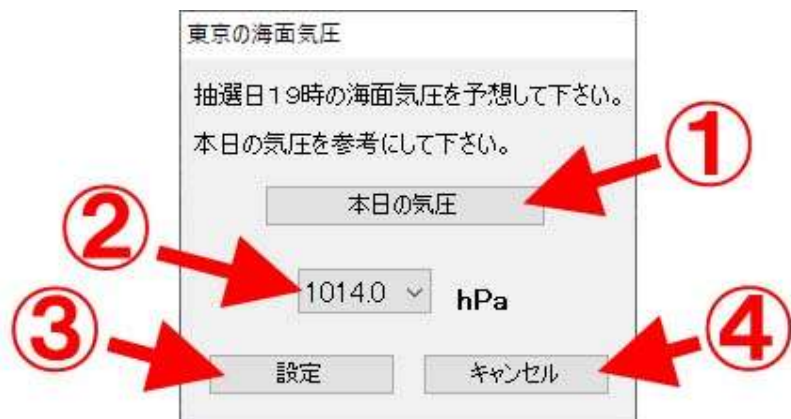 東京の海面気圧
抽選日19時の海面気圧を予想して下さい。
本日の気圧を参考にして下さい。
①
本日の気圧
②
1014.0 hPa
③
④
設定 キャンセル